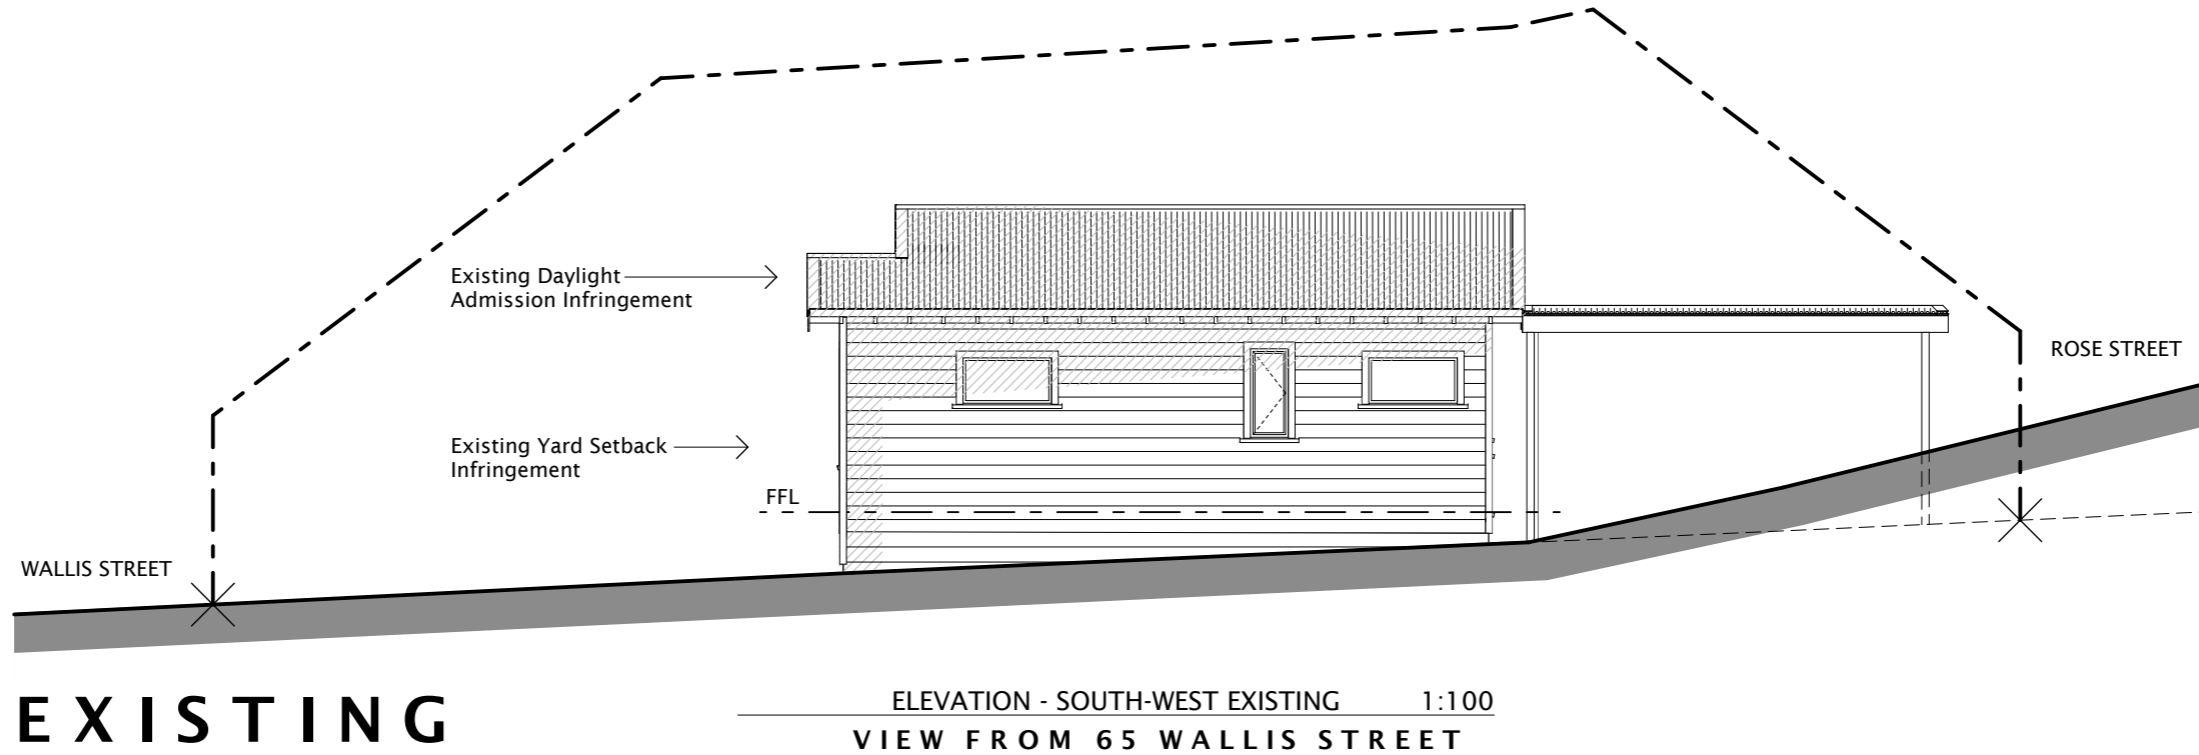 Existing Daylight
Admission Infringement
ROSE STREET
Existing Yard Setback
Infringement
FFL
WALLIS STREET
EXISTING
ELEVATION - SOUTH-WEST EXISTING 1:100
VIEW FROM 65 WALLIS STREET